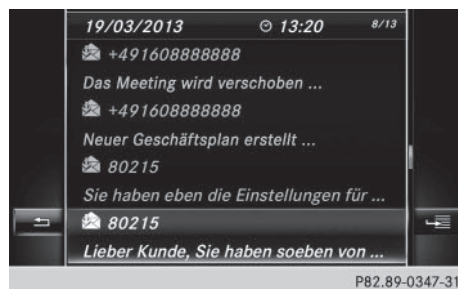 19/03/2013 13:20 8/13
+491608888888
Das Meeting wird verschoben ...
+491608888888
Neuer Geschäftsplan erstellt ...
80215
Sie haben eben die Einstellungen für ...
80215
Lieber Kunde, Sie haben soeben von ...
P82.89-0347-31